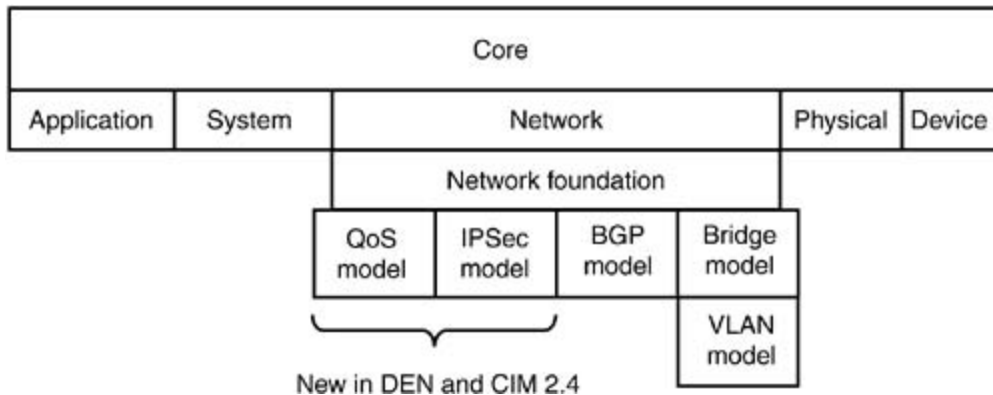 Core
Application System Network Physical Device
Network foundation
QoS model
IPSec model
BGP model
Bridge model
VLAN model
New in DEN and CIM 2.4